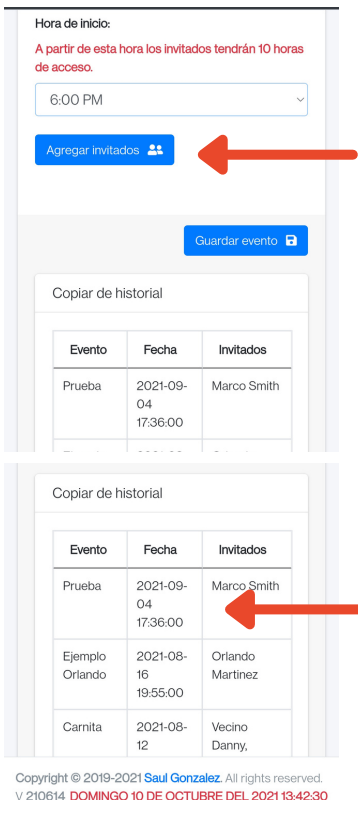 Hora de inicio:
A partir de esta hora los invitados tendrán 10 horas
de acceso.
6:00 PM
Agregar invitados
Guardar evento
Copiar de historial
Evento Fecha Invitados
Prueba 2021-09- Marco Smith
04
17:36:00
Copiar de historial
Evento Fecha Invitados
Prueba 2021-09- Marco Smith
04
17:36:00
Ejemplo 2021-08- Orlando
Orlando 16 Martinez
19:55:00
Carnita 2021-08- Vecino
12 Danny,
Copyright © 2019-2021 Saul Gonzalez. All rights reserved.
V 210614 DOMINGO 10 DE OCTUBRE DEL 2021 13:42:30